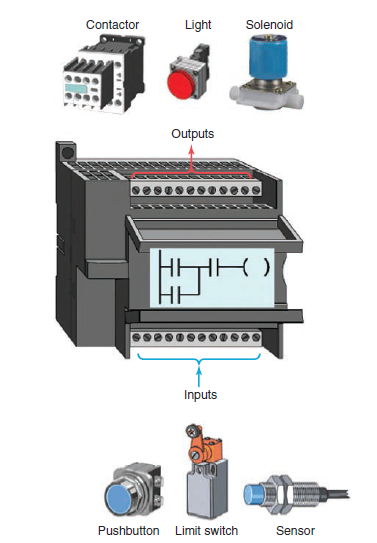 Contactor Light Solenoid
Outputs
Inputs
Pushbutton Limit switch Sensor